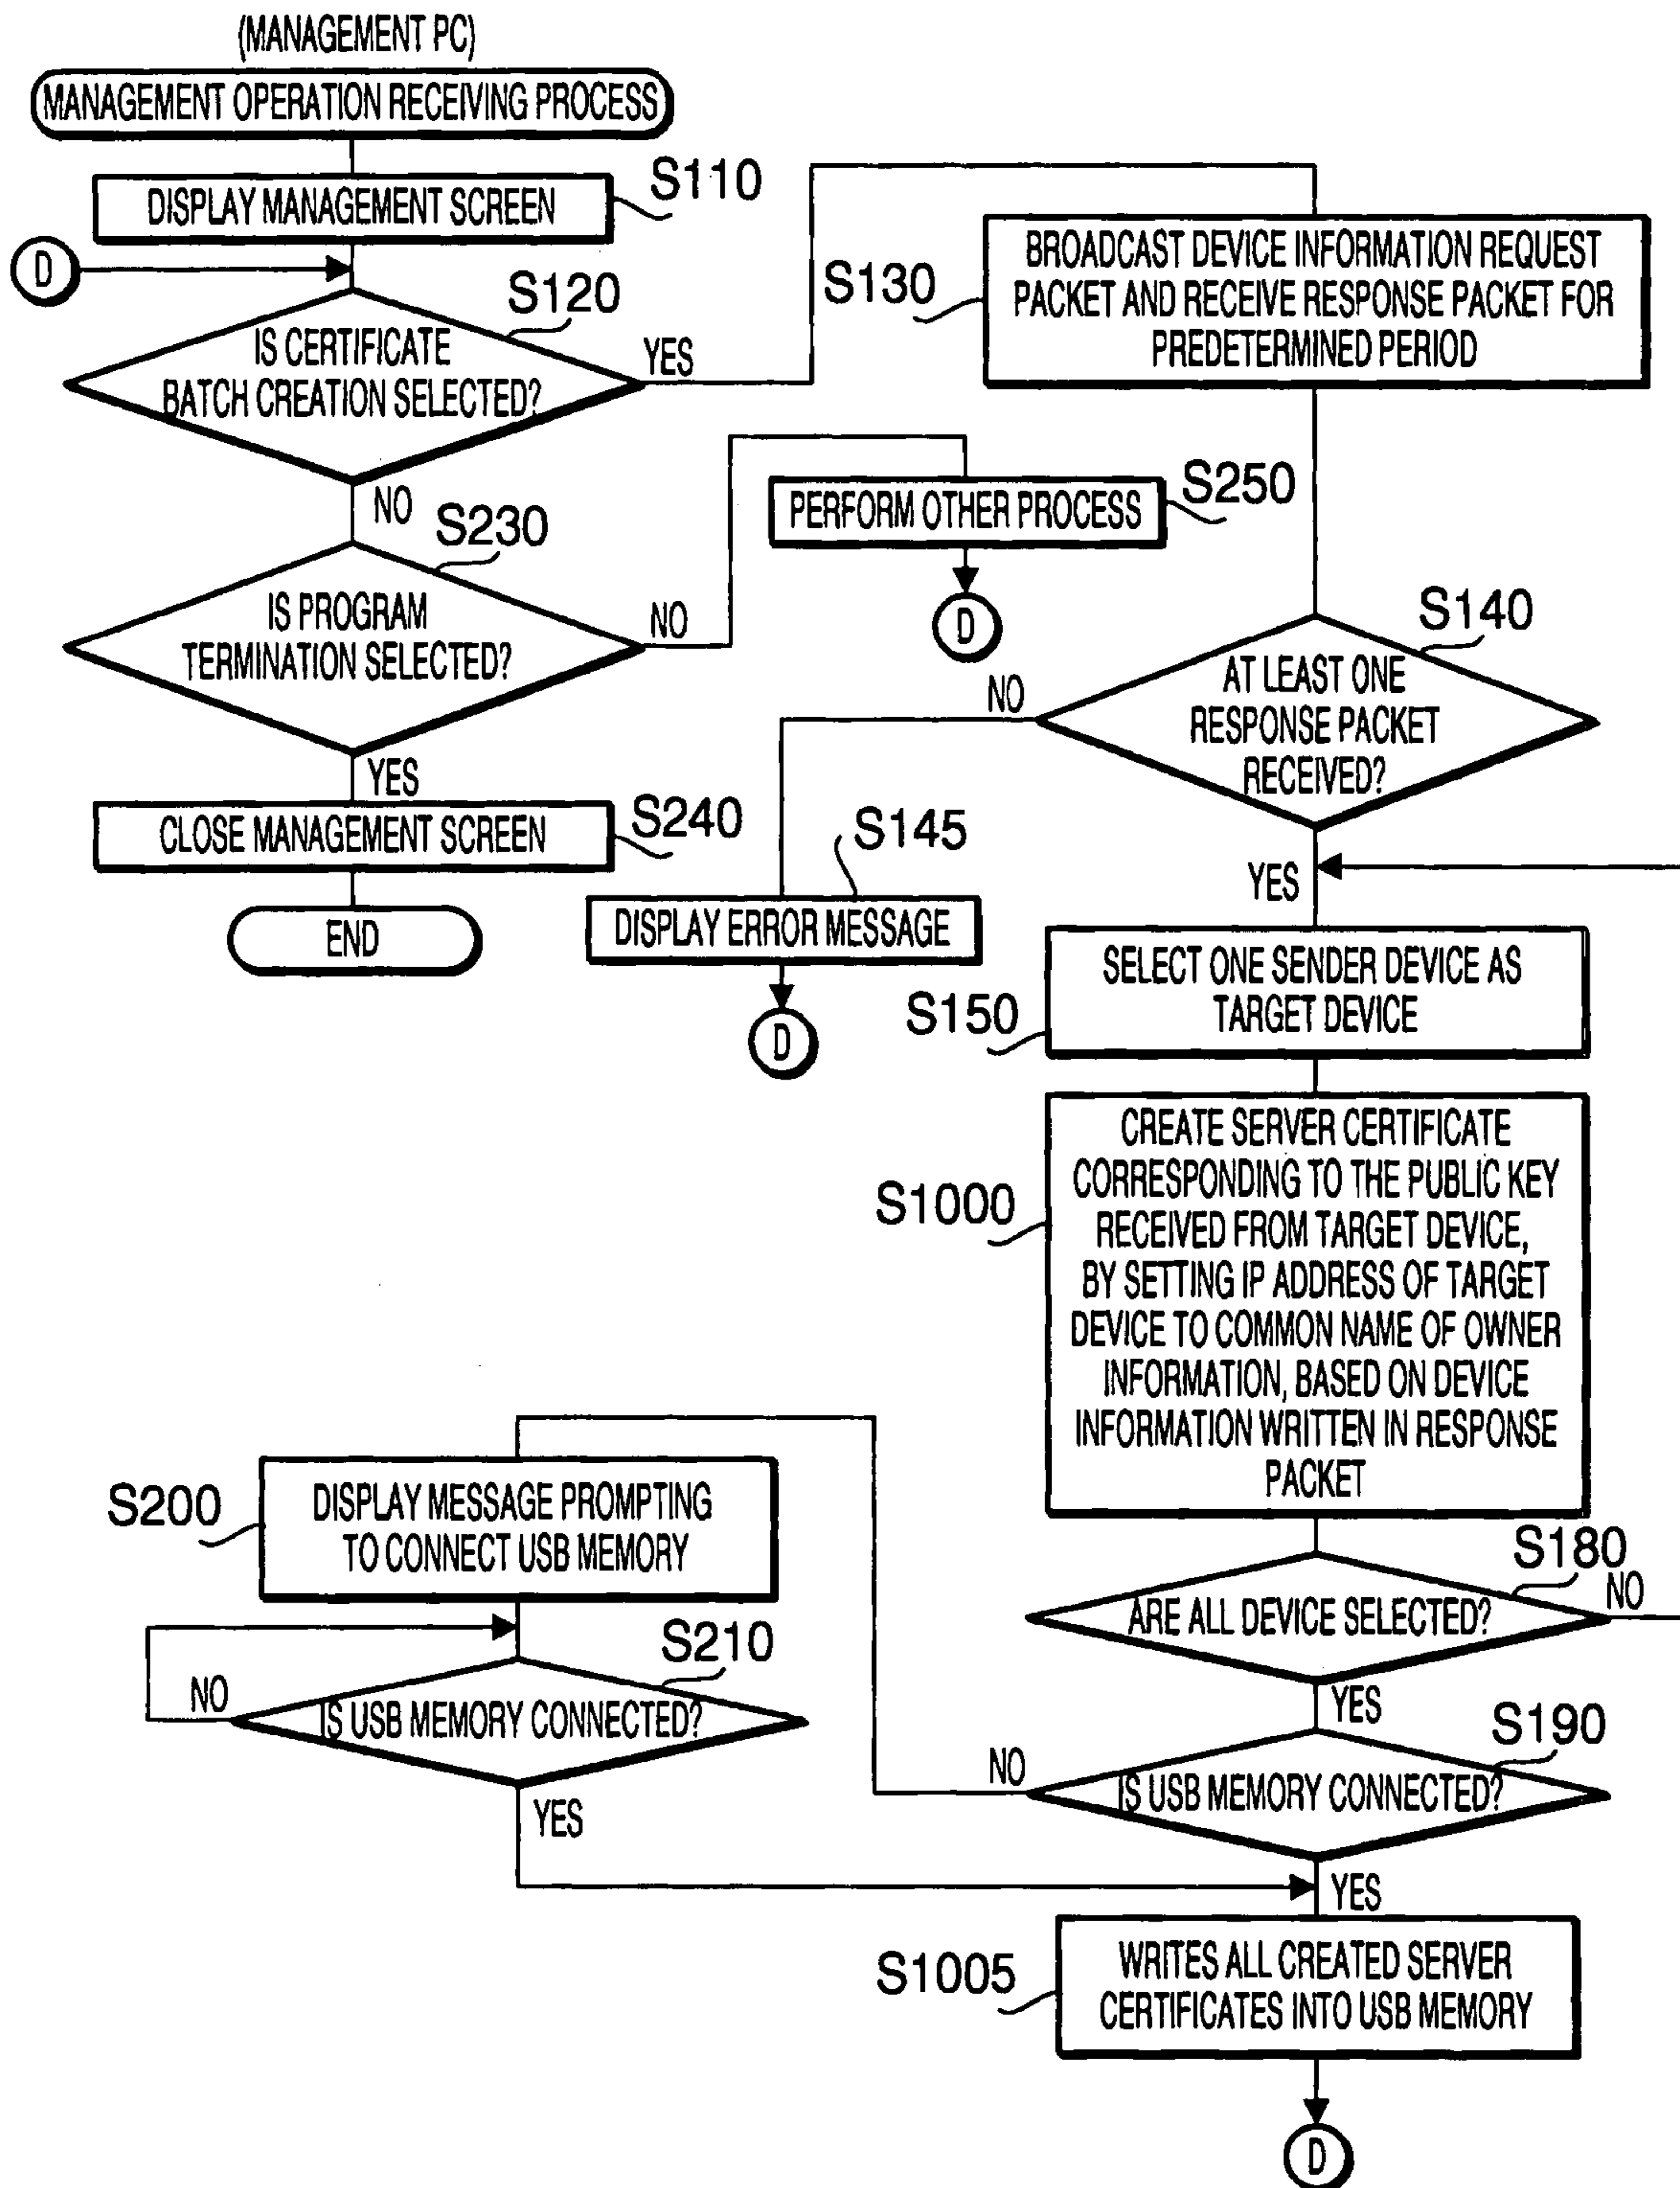 (MANAGEMENT PC)
MANAGEMENT OPERATION RECEIVING PROCESS
DISPLAY MANAGEMENT SCREEN
S110
D
S120
IS CERTIFICATE
BATCH CREATION SELECTED?
YES
NO
S130
BROADCAST DEVICE INFORMATION REQUEST
PACKET AND RECEIVE RESPONSE PACKET FOR
PREDETERMINED PERIOD
S230
IS PROGRAM
TERMINATION SELECTED?
NO
YES
PERFORM OTHER PROCESS
S250
D
S240
CLOSE MANAGEMENT SCREEN
END
S140
AT LEAST ONE
RESPONSE PACKET
RECEIVED?
NO
YES
S145
DISPLAY ERROR MESSAGE
D
S150
SELECT ONE SENDER DEVICE AS
TARGET DEVICE
S1000
CREATE SERVER CERTIFICATE
CORRESPONDING TO THE PUBLIC KEY
RECEIVED FROM TARGET DEVICE,
BY SETTING IP ADDRESS OF TARGET
DEVICE TO COMMON NAME OF OWNER
INFORMATION, BASED ON DEVICE
INFORMATION WRITTEN IN RESPONSE
PACKET
S180
ARE ALL DEVICE SELECTED?
NO
YES
S190
IS USB MEMORY CONNECTED?
NO
YES
S200
DISPLAY MESSAGE PROMPTING
TO CONNECT USB MEMORY
S210
IS USB MEMORY CONNECTED?
NO
YES
S1005
WRITES ALL CREATED SERVER
CERTIFICATES INTO USB MEMORY
D